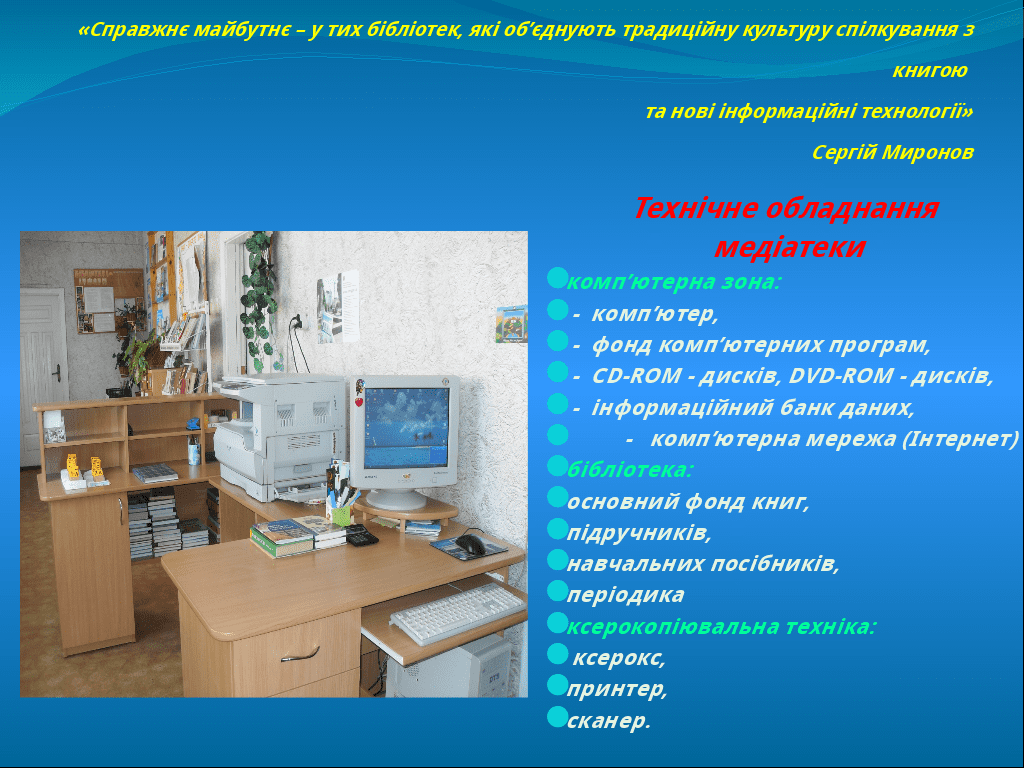 «Справжнє майбутнє – у тих бібліотек, які об’єднують традиційну культуру спілкування з
книгою
та нові інформаційні технології»
Сергій Миронов
Технічне обладнання
медіатеки
комп’ютерна зона:
- комп’ютер,
- фонд комп’ютерних програм,
- CD-ROM - дисків, DVD-ROM - дисків,
- інформаційний банк даних,
- комп’ютерна мережа (Інтернет)
бібліотека:
основний фонд книг,
підручників,
навчальних посібників,
періодика
ксерокопіювальна техніка:
ксерокс,
принтер,
сканер.